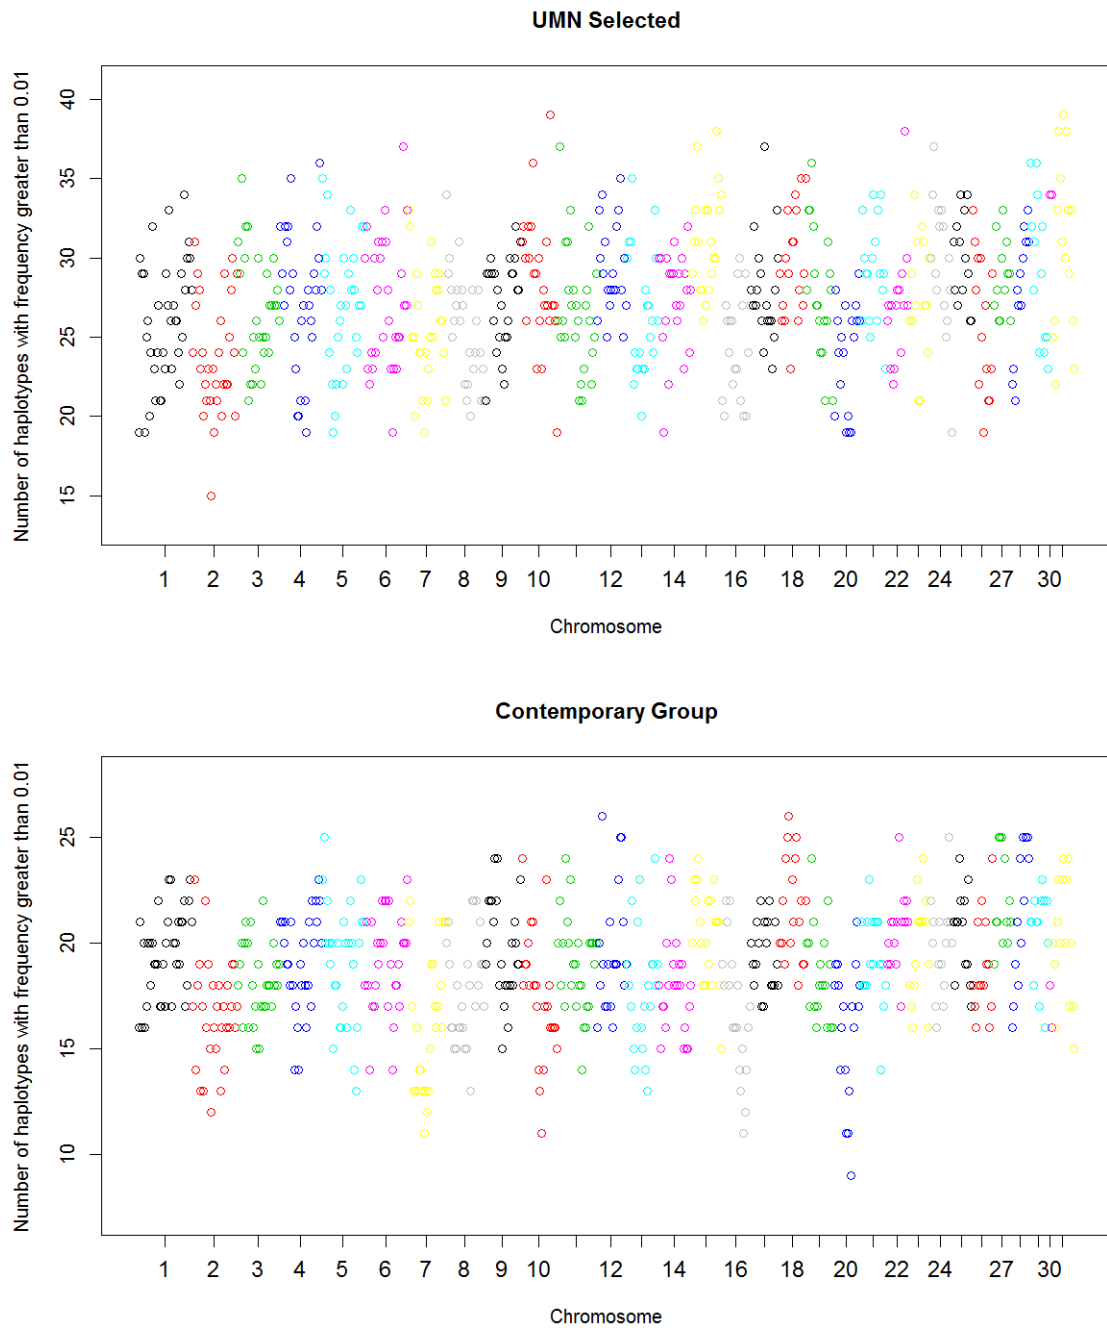 UMN Selected
Number of haplotypes with frequency greater than 0.01
40
35
30
25
20
15
1 2 3 4 5 6 7 8 9 10 12 14 16 18 20 22 24 27 30
Chromosome
Contemporary Group
Number of haplotypes with frequency greater than 0.01
25
20
15
10
1 2 3 4 5 6 7 8 9 10 12 14 16 18 20 22 24 27 30
Chromosome